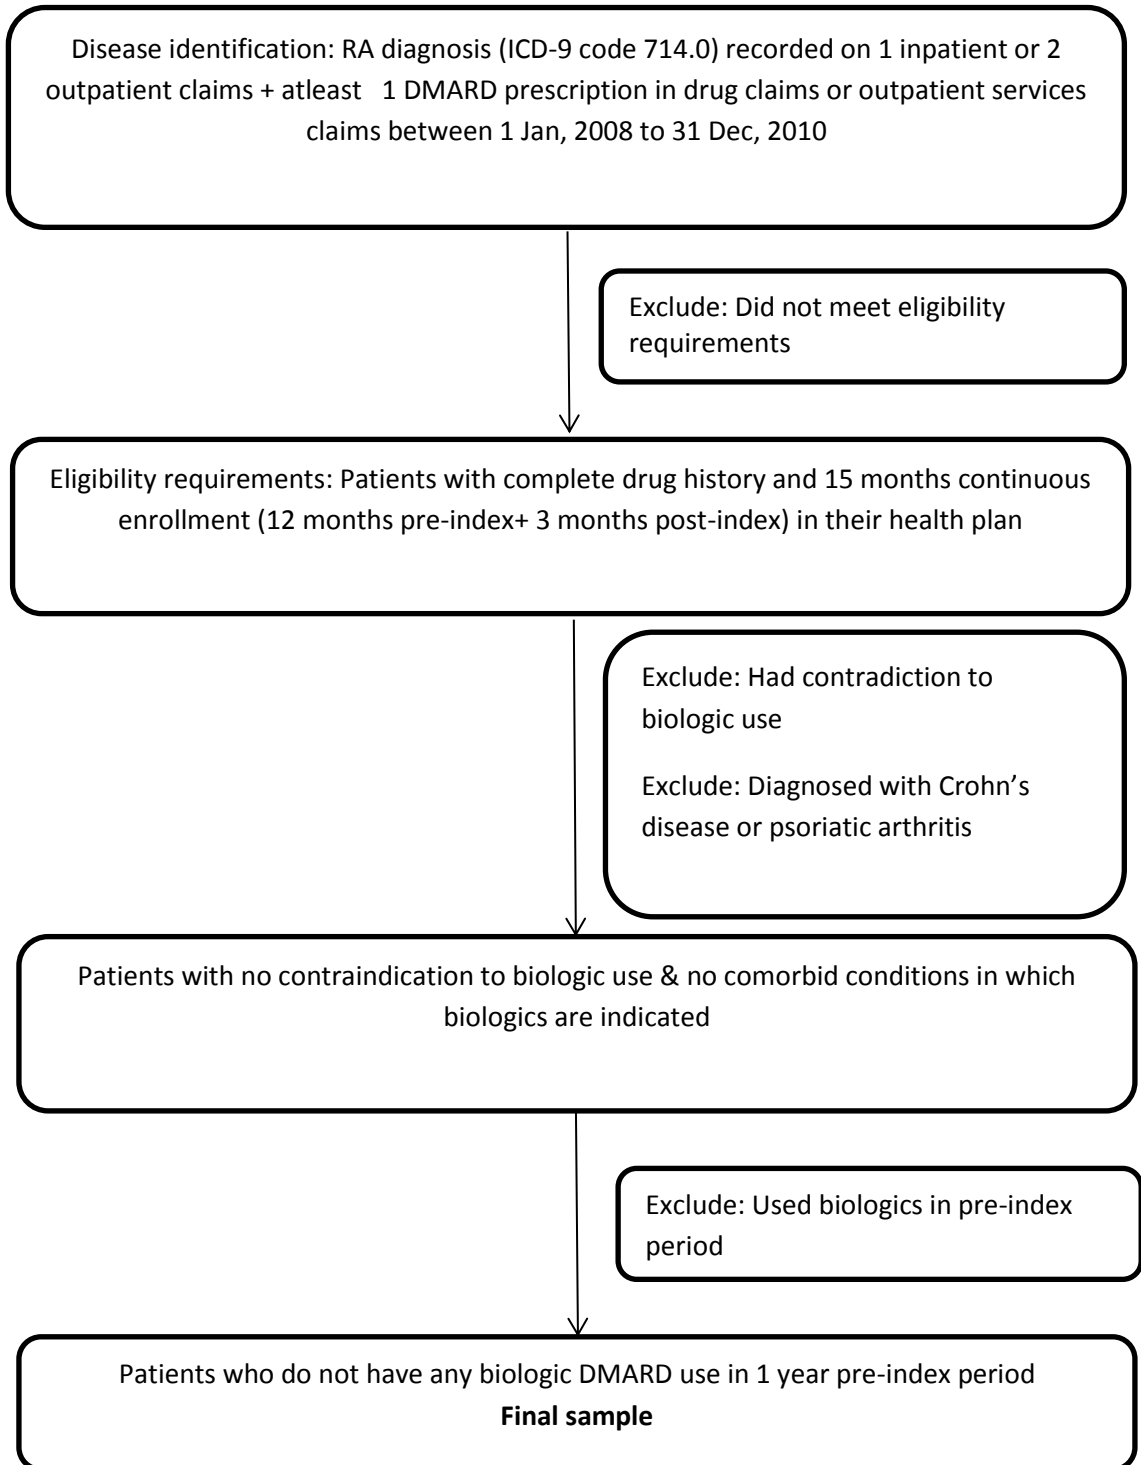 Disease identification: RA diagnosis (ICD-9 code 714.0) recorded on 1 inpatient or 2
outpatient claims + atleast 1 DMARD prescription in drug claims or outpatient services
claims between 1 Jan, 2008 to 31 Dec, 2010
Exclude: Did not meet eligibility
requirements
Eligibility requirements: Patients with complete drug history and 15 months continuous
enrollment (12 months pre-index+ 3 months post-index) in their health plan
Exclude: Had contradiction to
biologic use
Exclude: Diagnosed with Crohn’s
disease or psoriatic arthritis
Patients with no contraindication to biologic use & no comorbid conditions in which
biologics are indicated
Exclude: Used biologics in pre-index
period
Patients who do not have any biologic DMARD use in 1 year pre-index period
Final sample